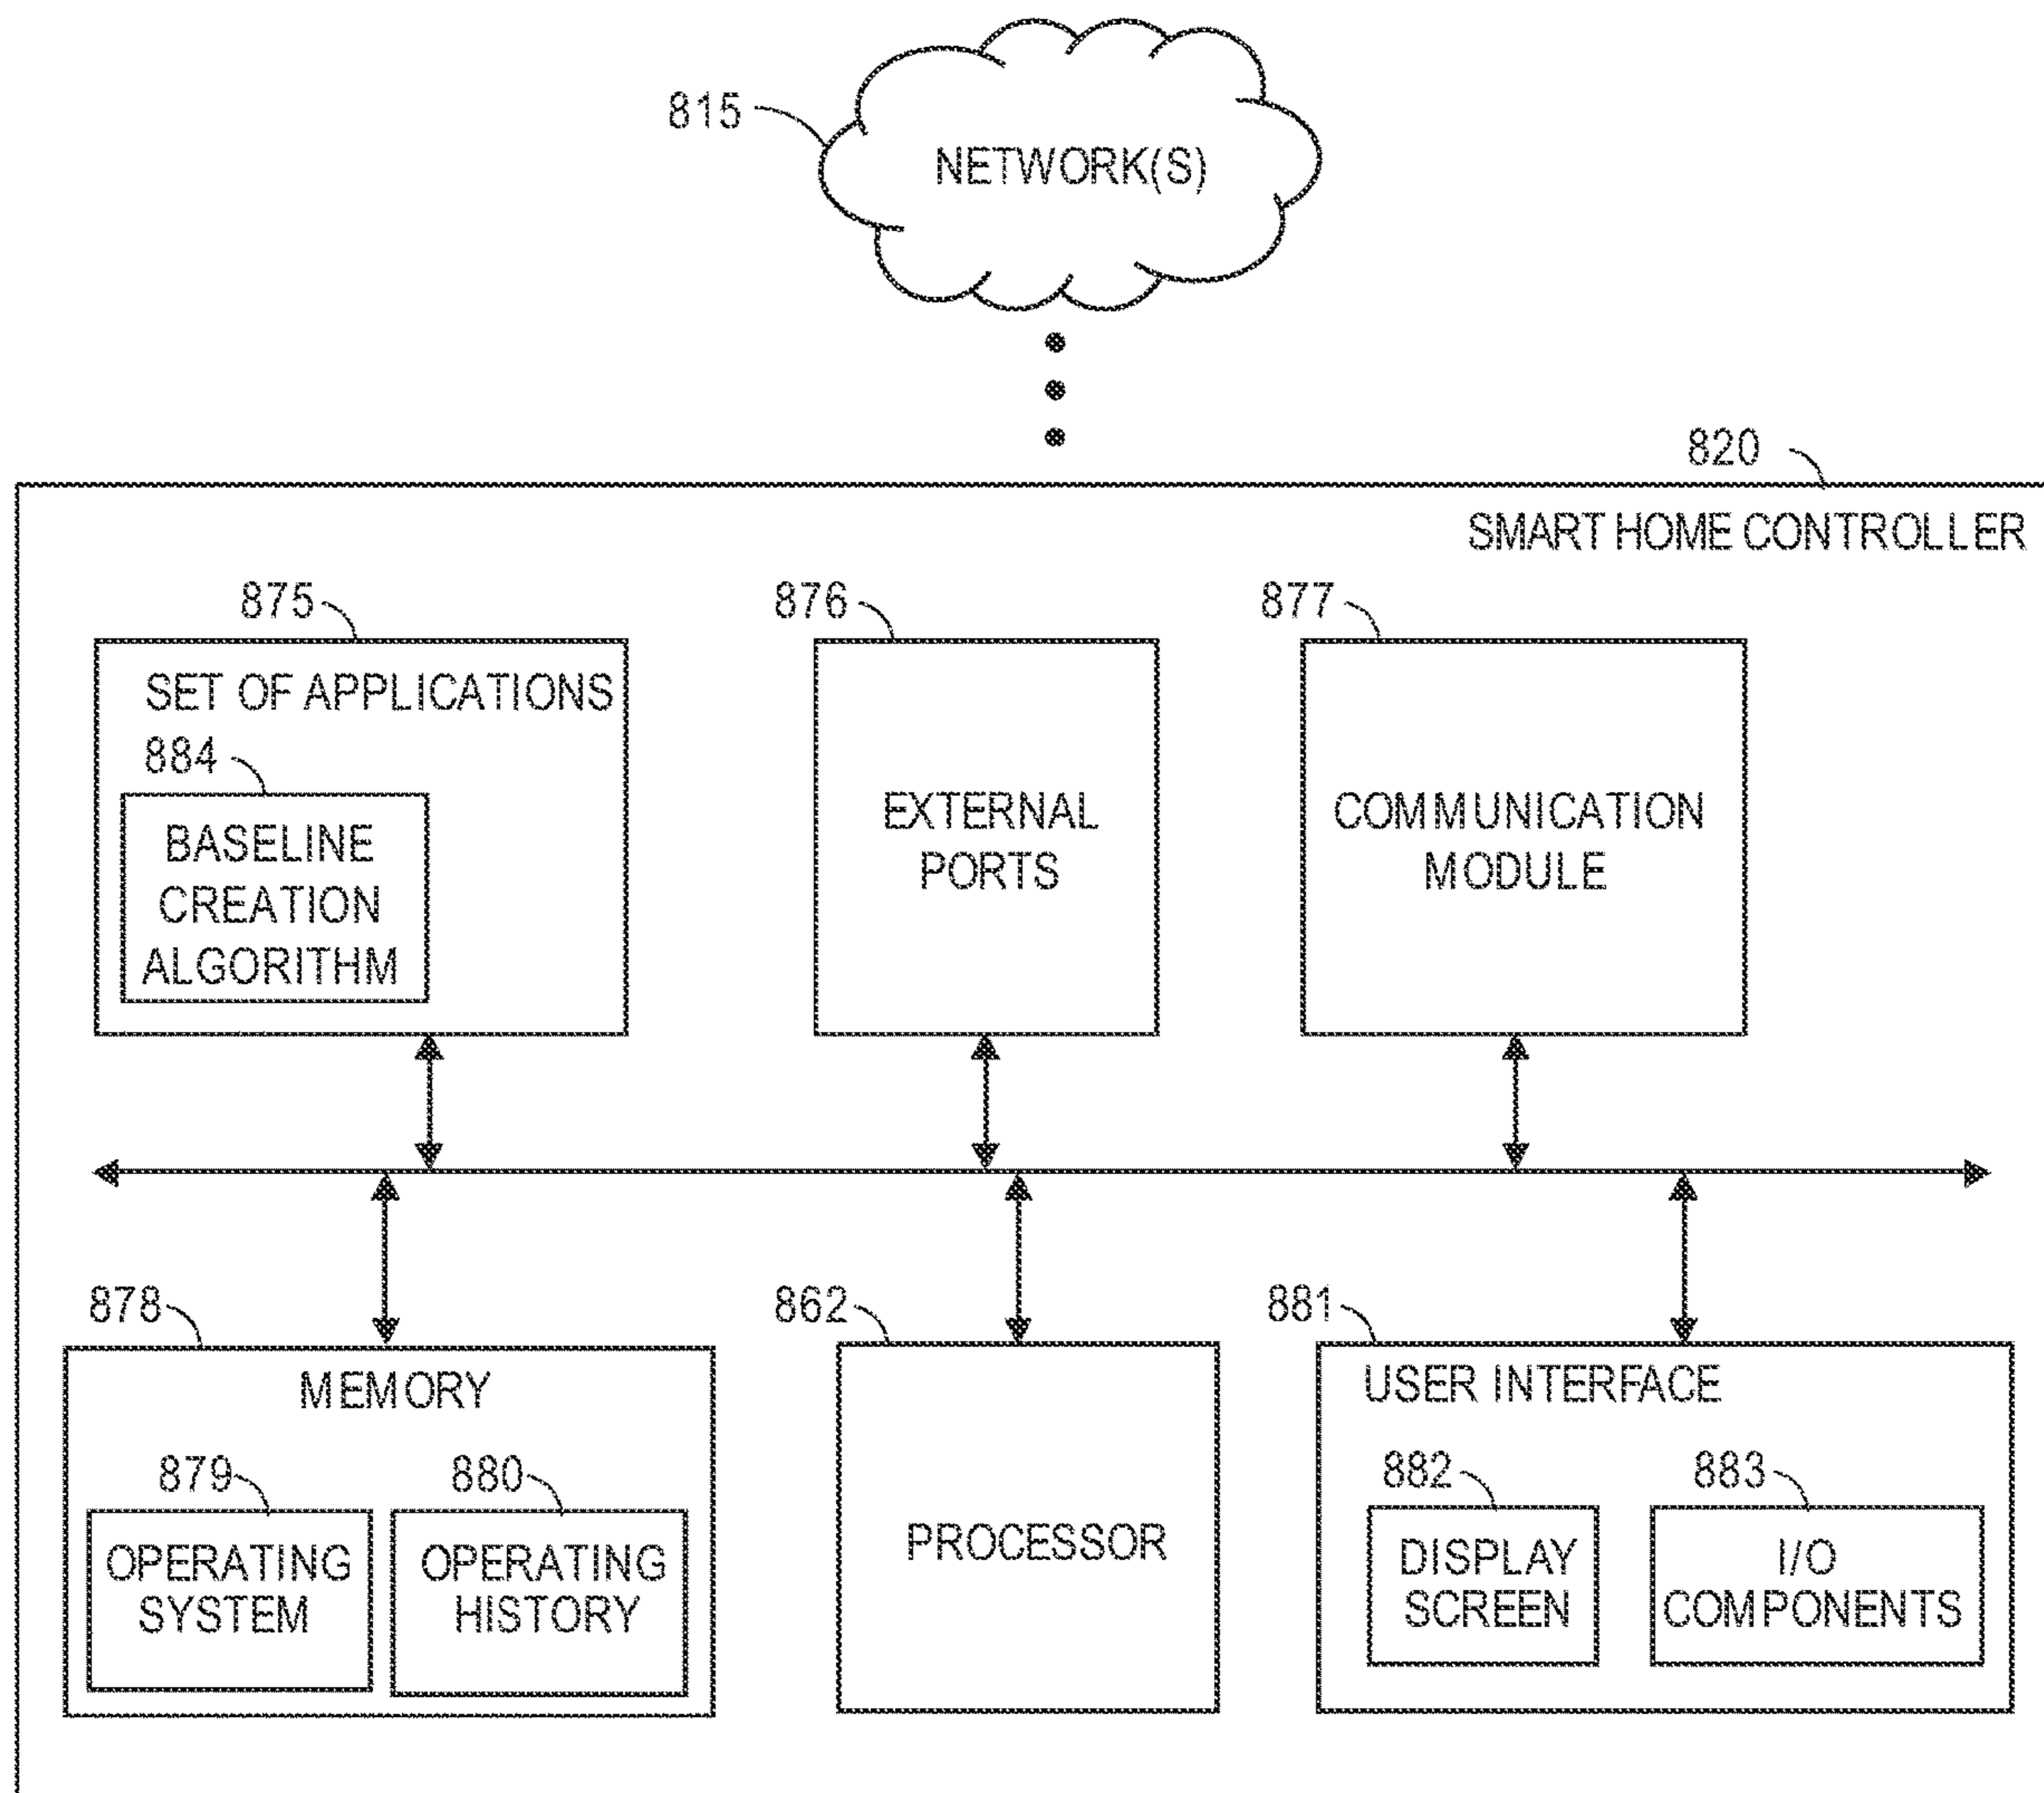 815
NETWORK(S)
820
SMART HOME CONTROLLER
875
SET OF APPLICATIONS
884
BASELINE
CREATION
ALGORITHM
876
EXTERNAL
PORTS
877
COMMUNICATION
MODULE
878
MEMORY
879
OPERATING
SYSTEM
880
OPERATING
HISTORY
862
PROCESSOR
881
USER INTERFACE
882
DISPLAY
SCREEN
883
I/O
COMPONENTS